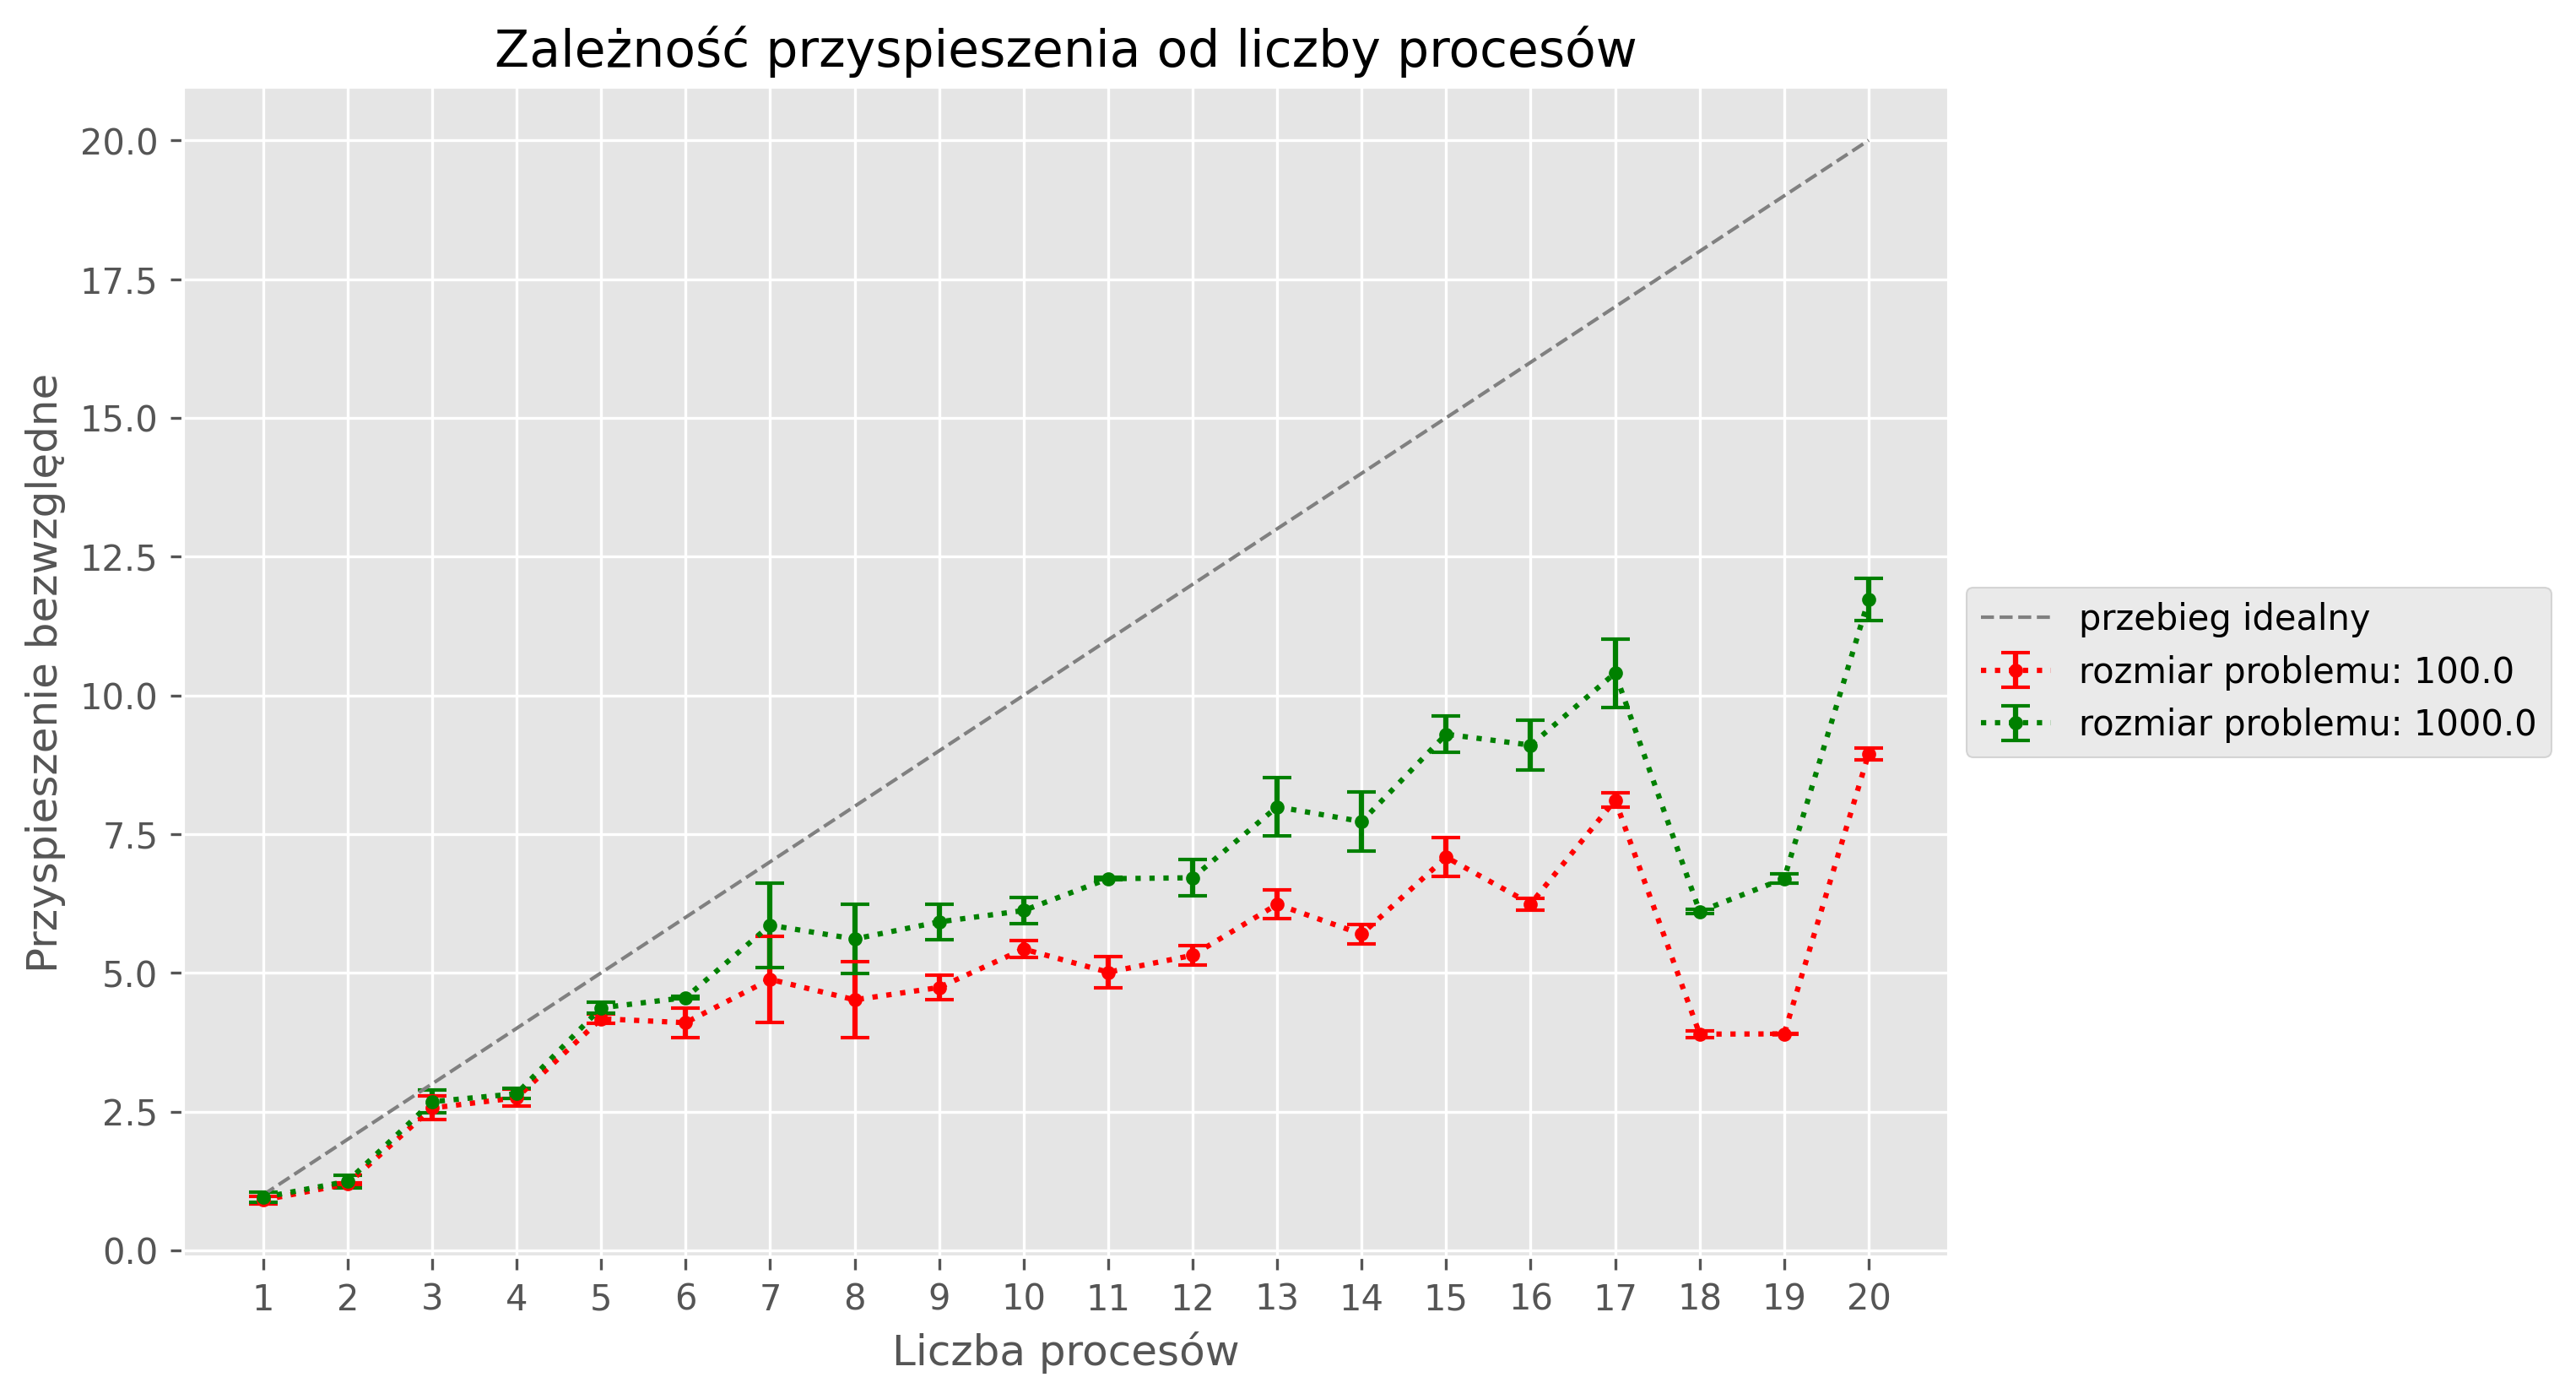 Zależność przyspieszenia od liczby procesów
Przyspieszenie bezwzględne
20.0
17.5
15.0
12.5
10.0
7.5
5.0
2.5
0.0
1 2 3 4 5 6 7 8 9 10 11 12 13 14 15 16 17 18 19 20
Liczba procesów
przebieg idealny
rozmiar problemu: 100.0
rozmiar problemu: 1000.0